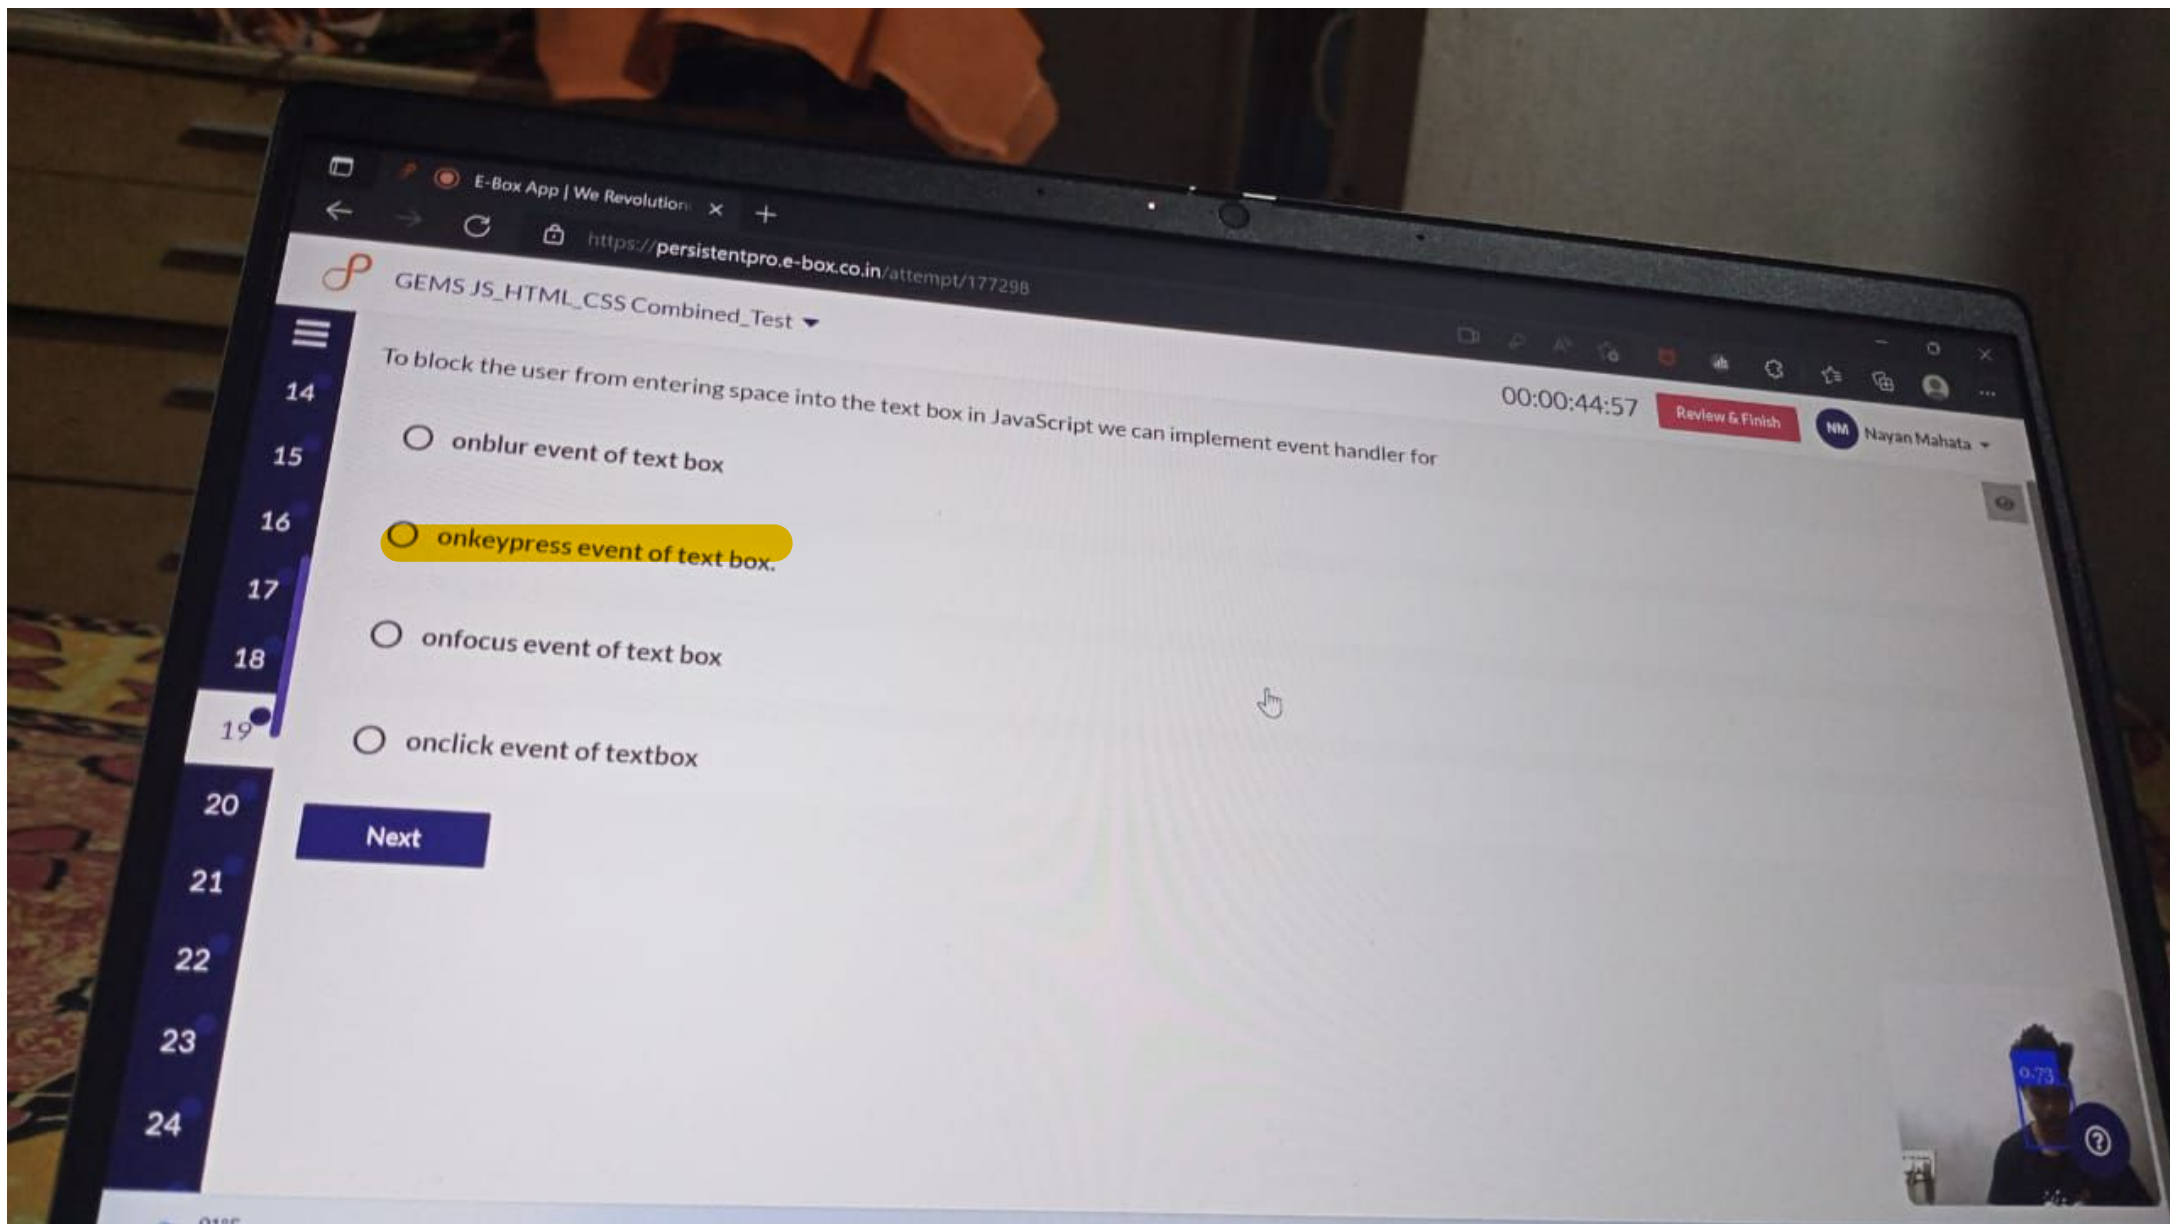 E-Box App | We Revolution
https://persistentpro.e-box.co.in/attempt/177298
GEMS JS_HTML_CSS Combined_Test
00:00:44:57
Review & Finish
NM
Nayan Mahata
To block the user from entering space into the text box in JavaScript we can implement event handler for
14
onblur event of text box
15
16
onkeypress event of text box.
17
onfocus event of text box
18
19
onclick event of textbox
20
Next
21
22
23
24
0.73